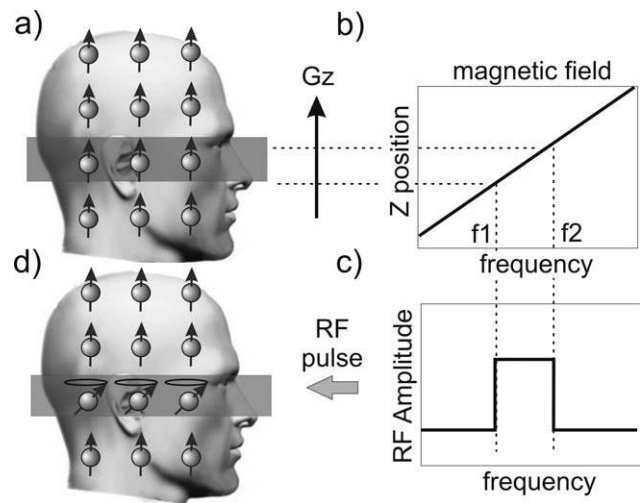 a)
Gz
b)
magnetic field
Z position
f1
f2
frequency
d)
RF
pulse
c)
RF Amplitude
frequency